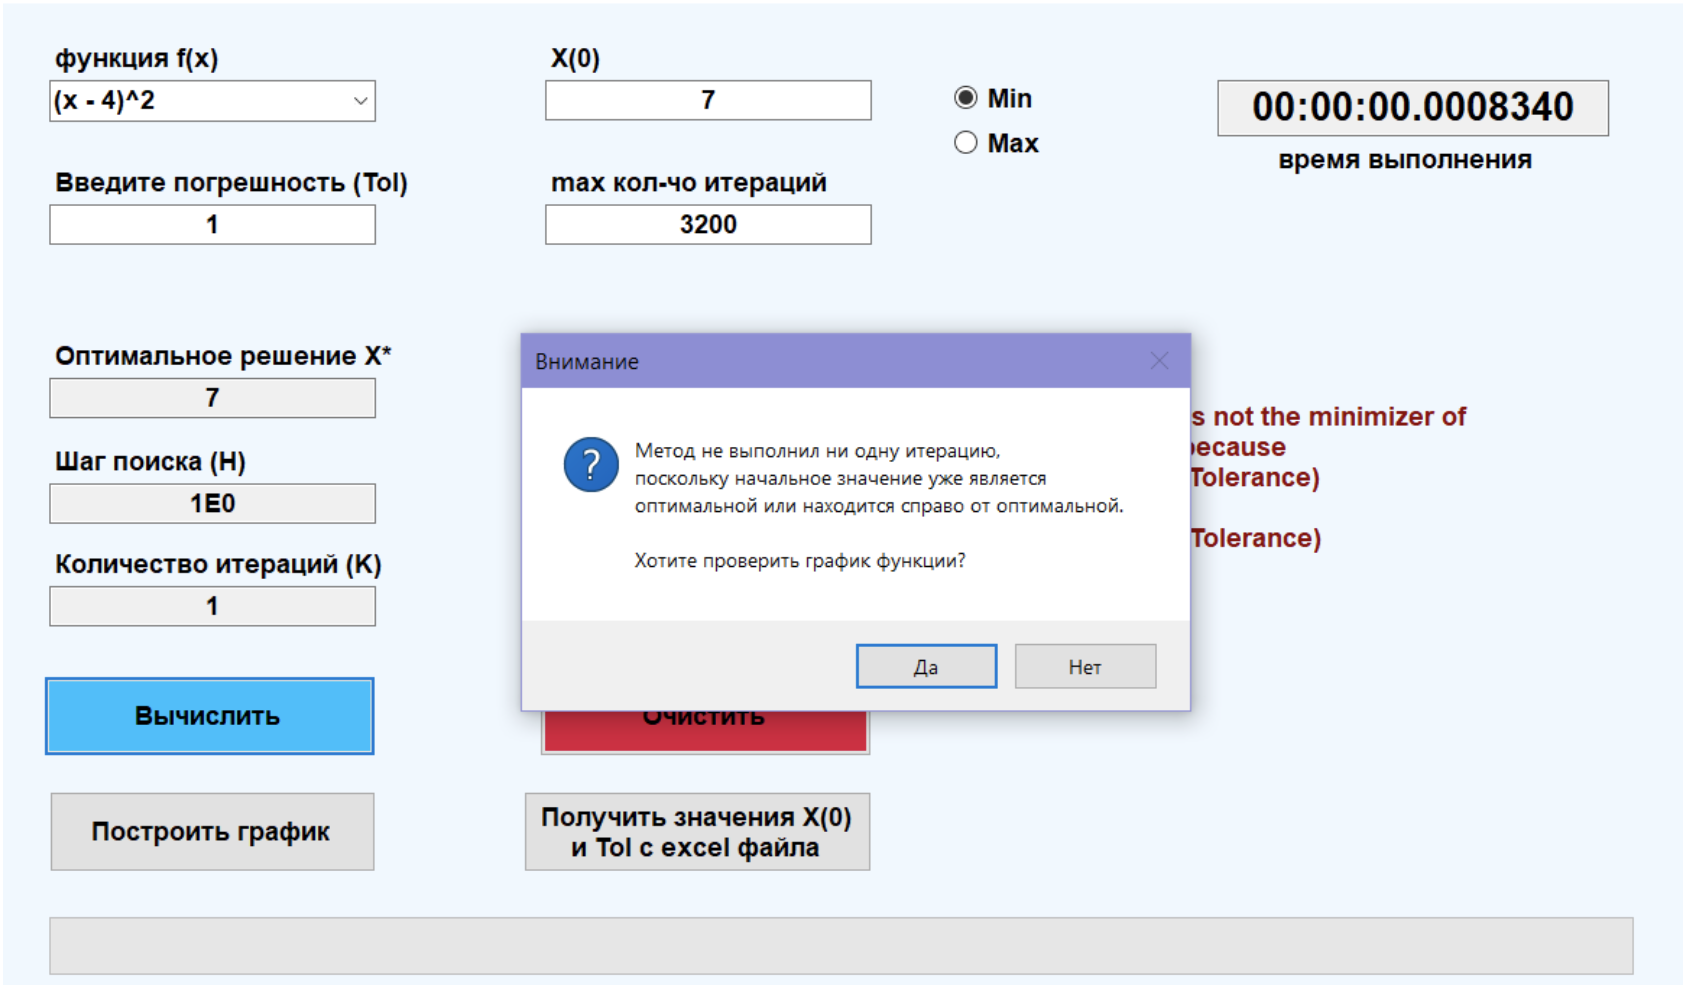 функция f(x)
(x - 4)^2
X(0)
7
Min
Max
00:00:00.0008340
время выполнения
Введите погрешность (Tol)
1
max кол-чо итераций
3200
Оптимальное решение X*
7
Шаг поиска (H)
1E0
Количество итераций (K)
1
Внимание
Метод не выполнил ни одну итерацию,
поскольку начальное значение уже является
оптимальной или находится справо от оптимальной.
Хотите проверить график функции?
Да
Нет
s not the minimizer of
ecause
Tolerance)
Tolerance)
Вычислить
Очистить
Построить график
Получить значения X(0)
и Tol с excel файла